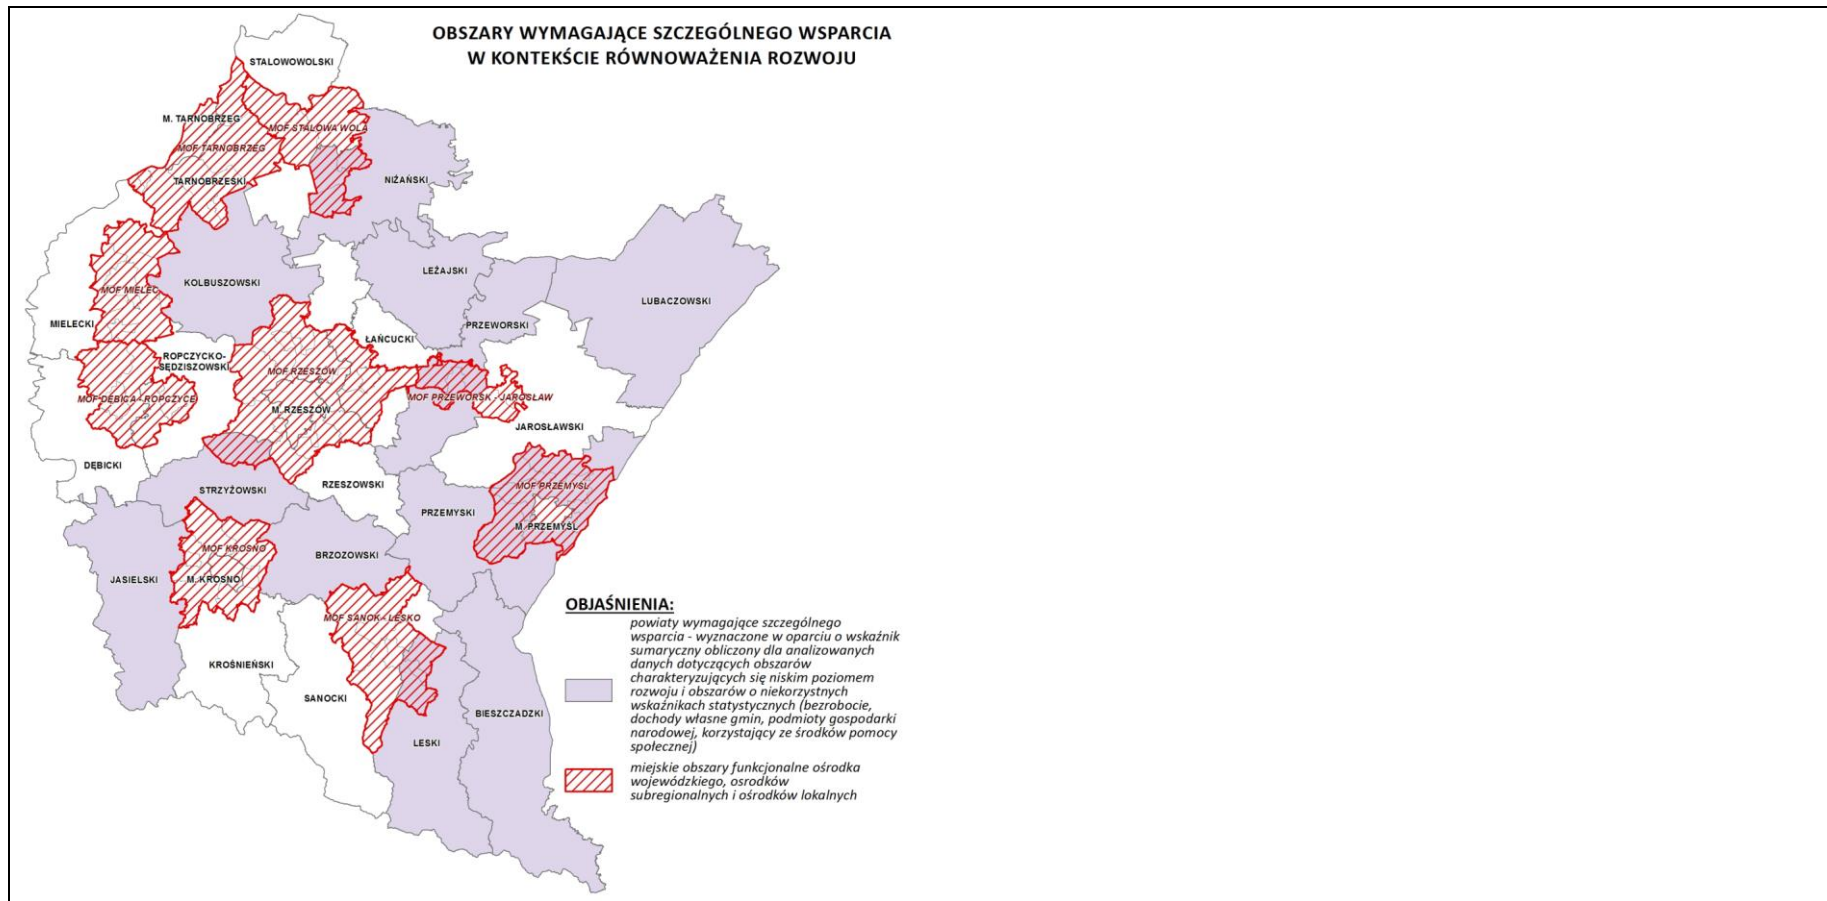 OBSZARY WYMAGAJĄCE SZCZEGÓLNEGO WSPARCIA
W KONTEKŚCIE RÓWNOWAŻENIA ROZWOJU
STALOWOWOLSKI
M. TARNOBRZEG
MOF STALOWA WOLA
MOF TARNOBRZEG
TARNOBRZESKI
NIŻAŃSKI
KOLBUSZOWSKI
LEŻAJSKI
LUBACZOWSKI
MOF MIELEC
MIELECKI
PRZEWORSKI
ŁAŃCUCKI
ROPCZYCKO-
SĘDZISZOWSKI
MOF RZESZÓW
MOF DĘBICA - ROPCZYCE
MOF PRZEWORSK - JAROSŁAW
M. RZESZÓW
JAROSŁAWSKI
DĘBICKI
RZESZOWSKI
STRZYŻOWSKI
MOF PRZEMYŚL
PRZEMYSKI
M. PRZEMYŚL
MOF KROSNO
BRZOZOWSKI
JASIELSKI
M. KROSNO
MOF SANOK - LESKO
KROŚNIEŃSKI
SANOCKI
BIESZCZADZKI
LESKI
OBJAŚNIENIA:
powiaty wymagające szczególnego
wsparcia - wyznaczone w oparciu o wskaźnik
sumaryczny obliczony dla analizowanych
danych dotyczących obszarów
charakteryzujących się niskim poziomem
rozwoju i obszarów o niekorzystnych
wskaźnikach statystycznych (bezrobocie,
dochody własne gmin, podmioty gospodarki
narodowej, korzystający ze środków pomocy
społecznej)
miejskie obszary funkcjonalne ośrodka
wojewódzkiego, osrodków
subregionalnych i ośrodków lokalnych